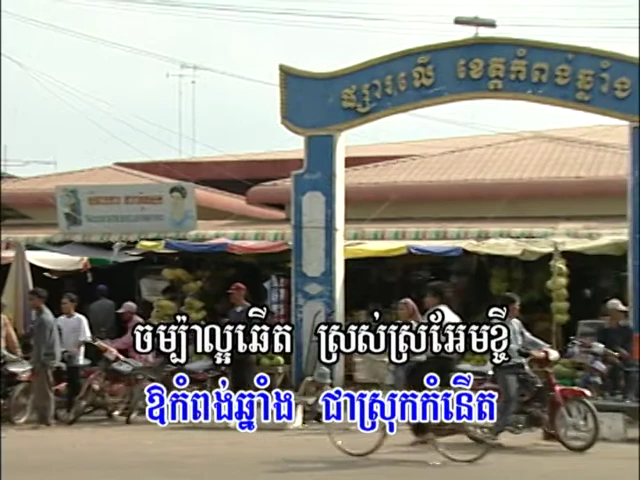 ផ្សារលើ ខេត្តកំពង់ឆ្នាំង
ចម្ប៉ាល្អឆើត ស្រស់ស្រអែមខ្ចី
ឱកំពង់ឆ្នាំង ជាស្រុកកំនើត